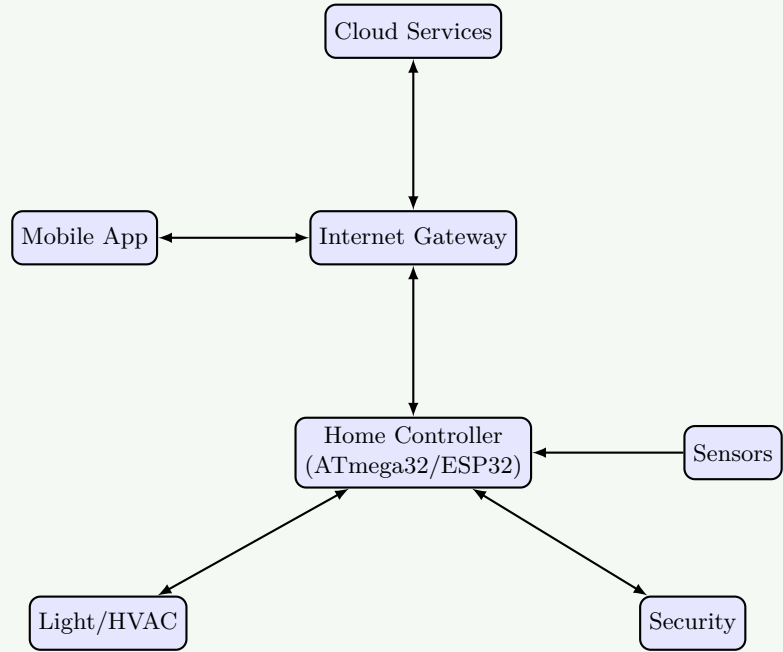 Cloud Services
Mobile App
Internet Gateway
Home Controller
(ATmega32/ESP32)
Sensors
Light/HVAC
Security